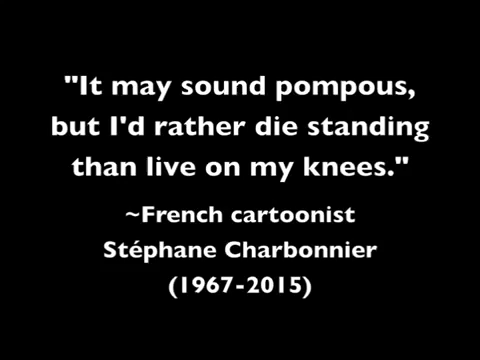 "It may sound pompous,
but I'd rather die standing
than live on my knees."
~French cartoonist
Stéphane Charbonnier
(1967-2015)